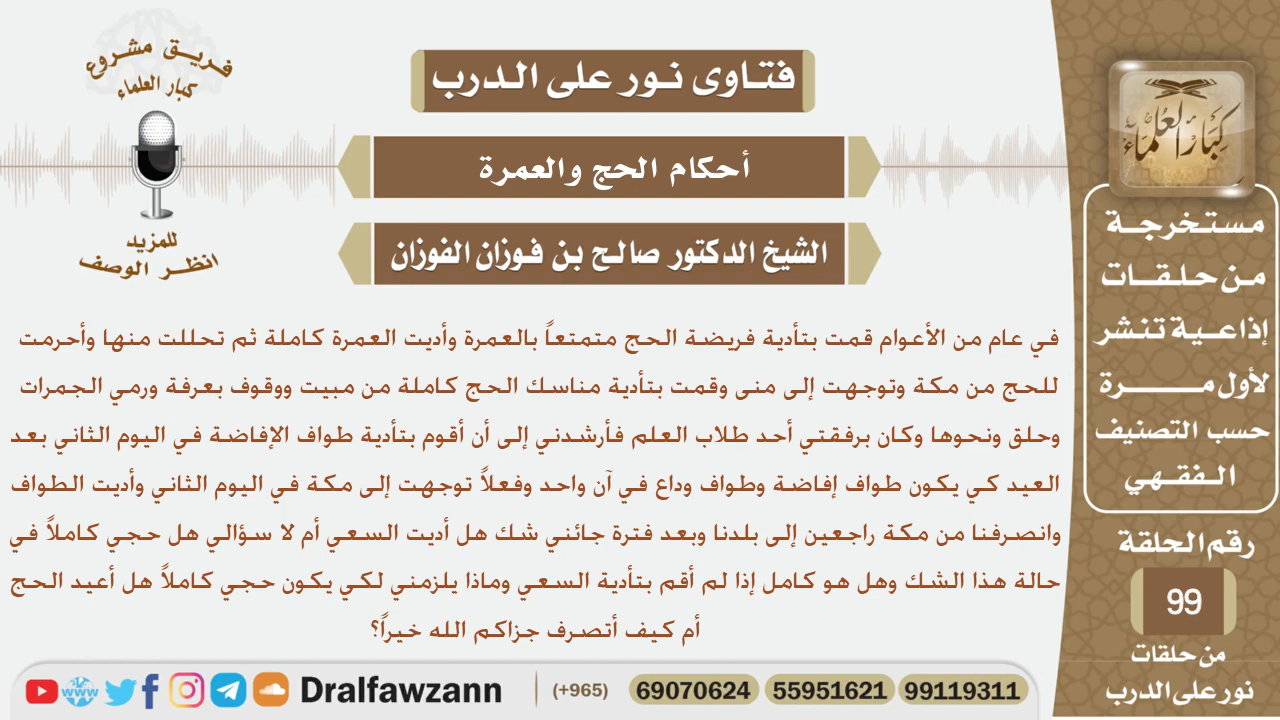 فريق مشروع
كبار العلماء
للمزيد
انظر الوصف
فتاوى نور على الدرب
أحكام الحج والعمرة
الشيخ الدكتور صالح بن فوزان الفوزان
في عام من الأعوام قمت بتأدية فريضة الحج متمتعاً بالعمرة وأديت العمرة كاملة ثم تحللت منها وأحرمت
للحج من مكة وتوجهت إلى منى وقمت بتأدية مناسك الحج كاملة من مبيت ووقوف بعرفة ورمي الجمرات
وحلق ونحوها وكان برفقتي أحد طلاب العلم فأرشدني إلى أن أقوم بتأدية طواف الإفاضة في اليوم الثاني بعد
العيد كي يكون طواف إفاضة وطواف وداع في آن واحد وفعلاً توجهت إلى مكة في اليوم الثاني وأديت الطواف
وانصرفنا من مكة راجعين إلى بلدنا وبعد فترة جائني شك هل أديت السعي أم لا سؤالي هل حجي كاملاً في
حالة هذا الشك وهل هو كامل إذا لم أقم بتأدية السعي وماذا يلزمني لكي يكون حجي كاملاً هل أعيد الحج
أم كيف أتصرف جزاكم الله خيراً؟
كبار العلماء
مستخرجة
من حلقات
إذاعية تنشر
لأول مرة
حسب التصنيف
الفقهي
رقم الحلقة
99
من حلقات
نور على الدرب
www
Dralfawzann
(+965) 69070624 55951621 99119311